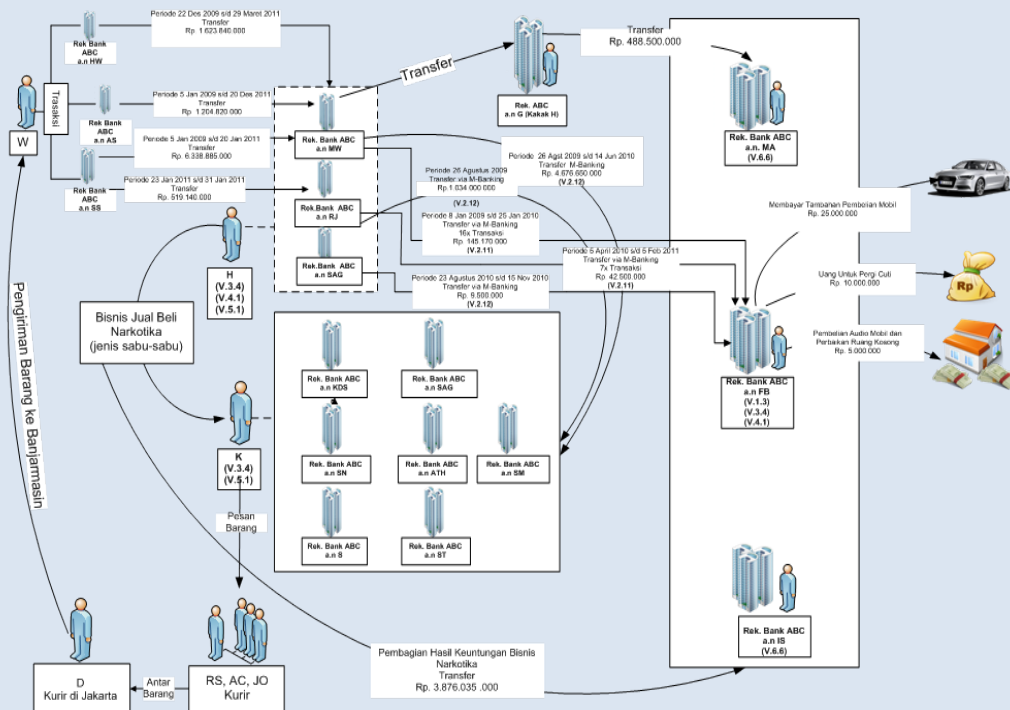 Periode 22 Des 2009 s/d 29 Maret 2011
Transfer
Rp. 1.623.840.000
Rek Bank
ABC
a.n HW
Trasaksi
W
Periode 5 Jan 2009 s/d 20 Des 2011
Transfer
Rp. 1.204.820.000
Rek Bank
ABC
a.n AS
Periode 5 Jan 2009 s/d 20 Jan 2011
Transfer
Rp. 6.338.885.000
Rek Bank
ABC
a.n SS
Periode 23 Jan 2011 s/d 31 Jan 2011
Transfer
Rp. 519.140.000
Rek. Bank ABC
a.n MW
Rek.Bank ABC
a.n RJ
Rek.Bank ABC
a.n SAG
Transfer
Rek. ABC
a.n G (Kakak H)
Transfer
Rp. 488.500.000
Rek. Bank ABC
a.n. MA
(V.6.6)
Periode 26 Agst 2009 s/d 14 Jun 2010
Transfer M-Banking
Rp. 4.676.650.000
(V.2.12)
Periode 26 Agustus 2009
Transfer via M-Banking
Rp.1.634.000.000
(V.2.12)
Periode 8 Jan 2009 s/d 25 Jan 2010
Transfer via M-Banking
16x Transaksi
Rp. 145.170.000
(V.2.11)
Periode 5 April 2010 s/d 5 Feb 2011
Transfer via M-Banking
7x Transaksi
Rp. 42.500.000
(V.2.11)
Periode 23 Agustus 2010 s/d 15 Nov 2010
Transfer via M-Banking
Rp. 9.500.000
(V.2.12)
Membayar Tambahan Pembelian Mobil
Rp. 25.000.000
Uang Untuk Pergi Cuti
Rp. 10.000.000
Rp
Pembelian Audio Mobil dan
Perbaikan Ruang Kosong
Rp. 5.000.000
Rek. Bank ABC
a.n FB
(V.1.3)
(V.3.4)
(V.4.1)
H
(V.3.4)
(V.4.1)
(V.5.1)
Bisnis Jual Beli
Narkotika
(jenis sabu-sabu)
K
(V.3.4)
(V.5.1)
Rek. Bank ABC
a.n KDS
Rek. Bank ABC
a.n SAG
Rek. Bank ABC
a.n SN
Rek. Bank ABC
a.n ATH
Rek. Bank ABC
a.n SM
Rek. Bank ABC
a.n S
Rek. Bank ABC
a.n ST
Pengiriman Barang ke Banjarmasin
Pesan
Barang
RS, AC, JO
Kurir
Antar
Barang
D
Kurir di Jakarta
Pembagian Hasil Keuntungan Bisnis
Narkotika
Transfer
Rp. 3.876.035 .000
Rek. Bank ABC
a.n IS
(V.6.6)